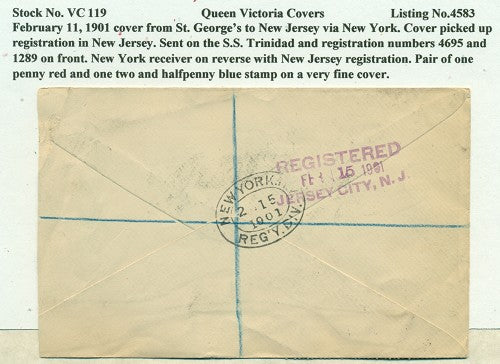 Stock No. VC 119 Queen Victoria Covers Listing No.4583
February 11, 1901 cover from St. George's to New Jersey via New York. Cover picked up
registration in New Jersey. Sent on the S.S. Trinidad and registration numbers 4695 and
1289 on front. New York receiver on reverse with New Jersey registration. Pair of one
penny red and one two and halfpenny blue stamp on a very fine cover.
REGISTERED
FEB 15 1901
JERSEY CITY, N. J.
NEW YORK, N.
2 15
1901
REG'Y. DIV.